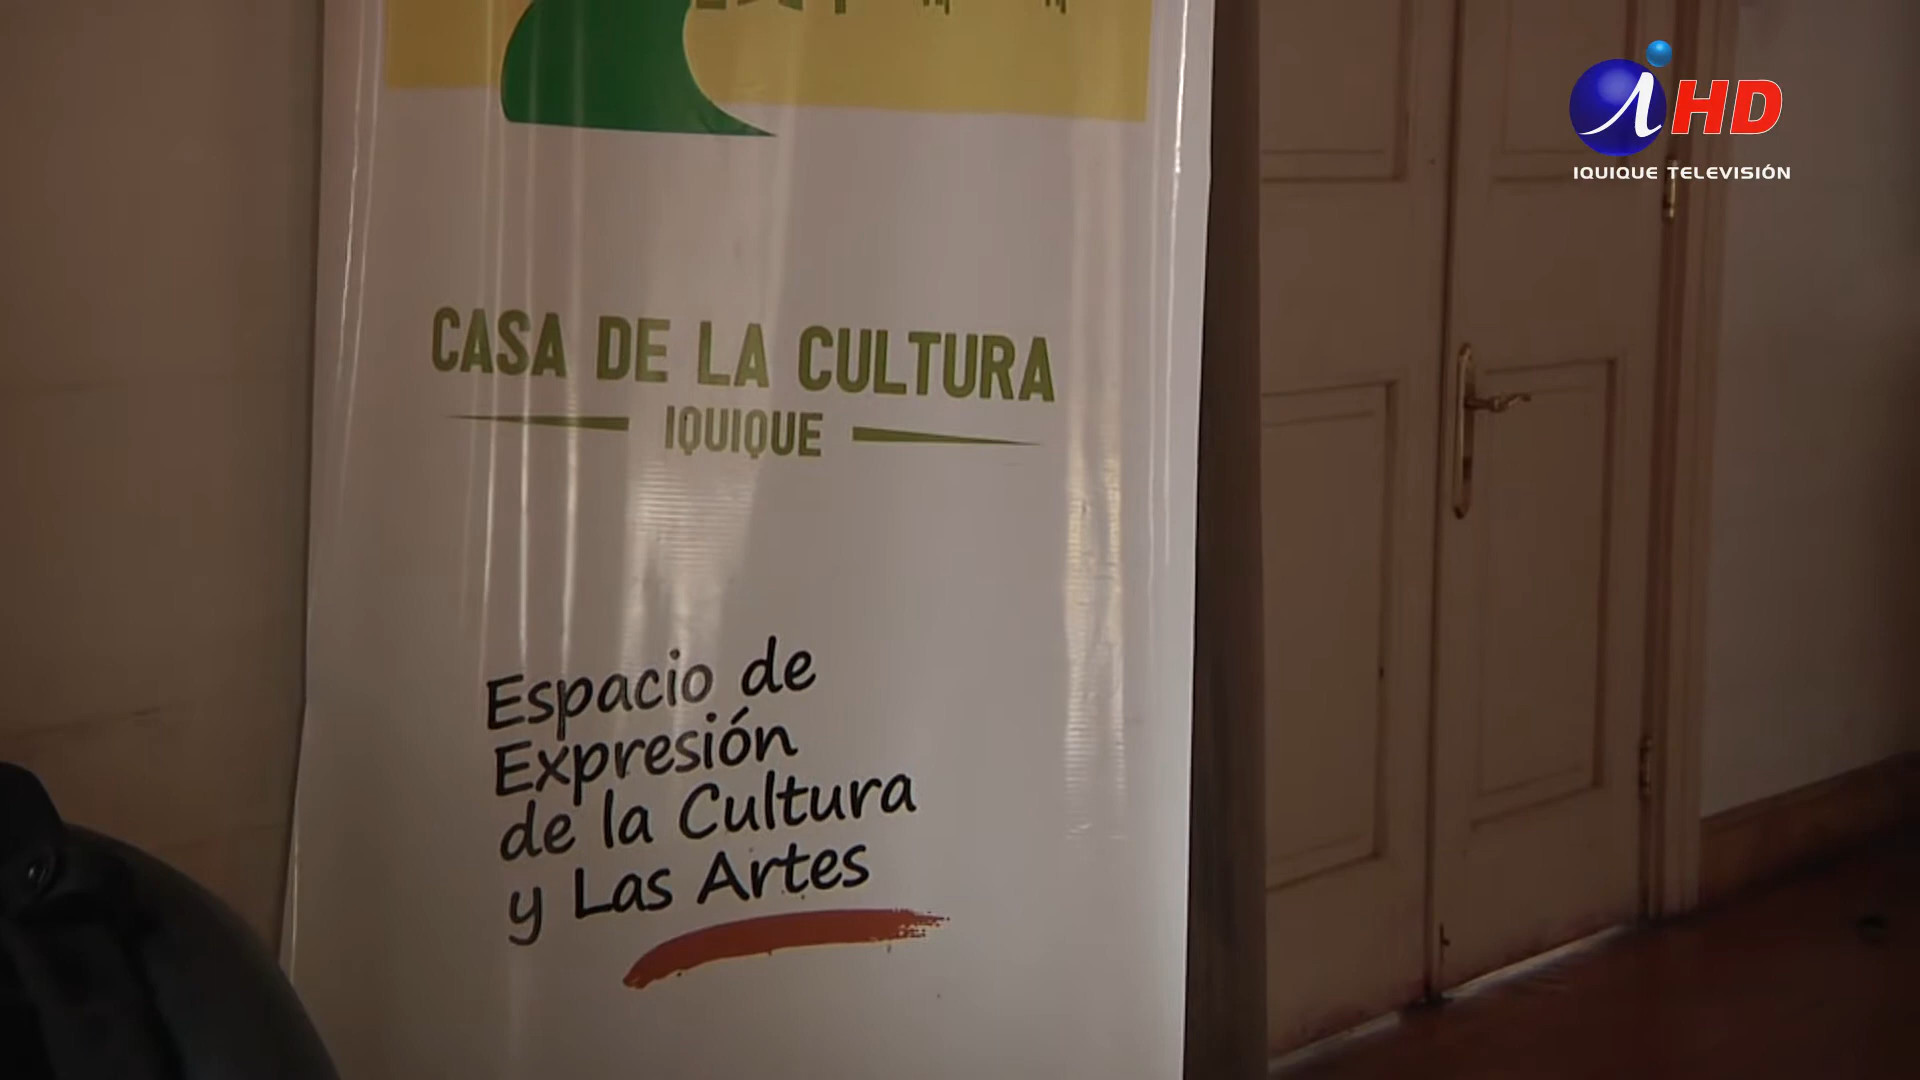 HD
IQUIQUE TELEVISIÓN
CASA DE LA CULTURA
IQUIQUE
Espacio de
Expresión
de la Cultura
y Las Artes